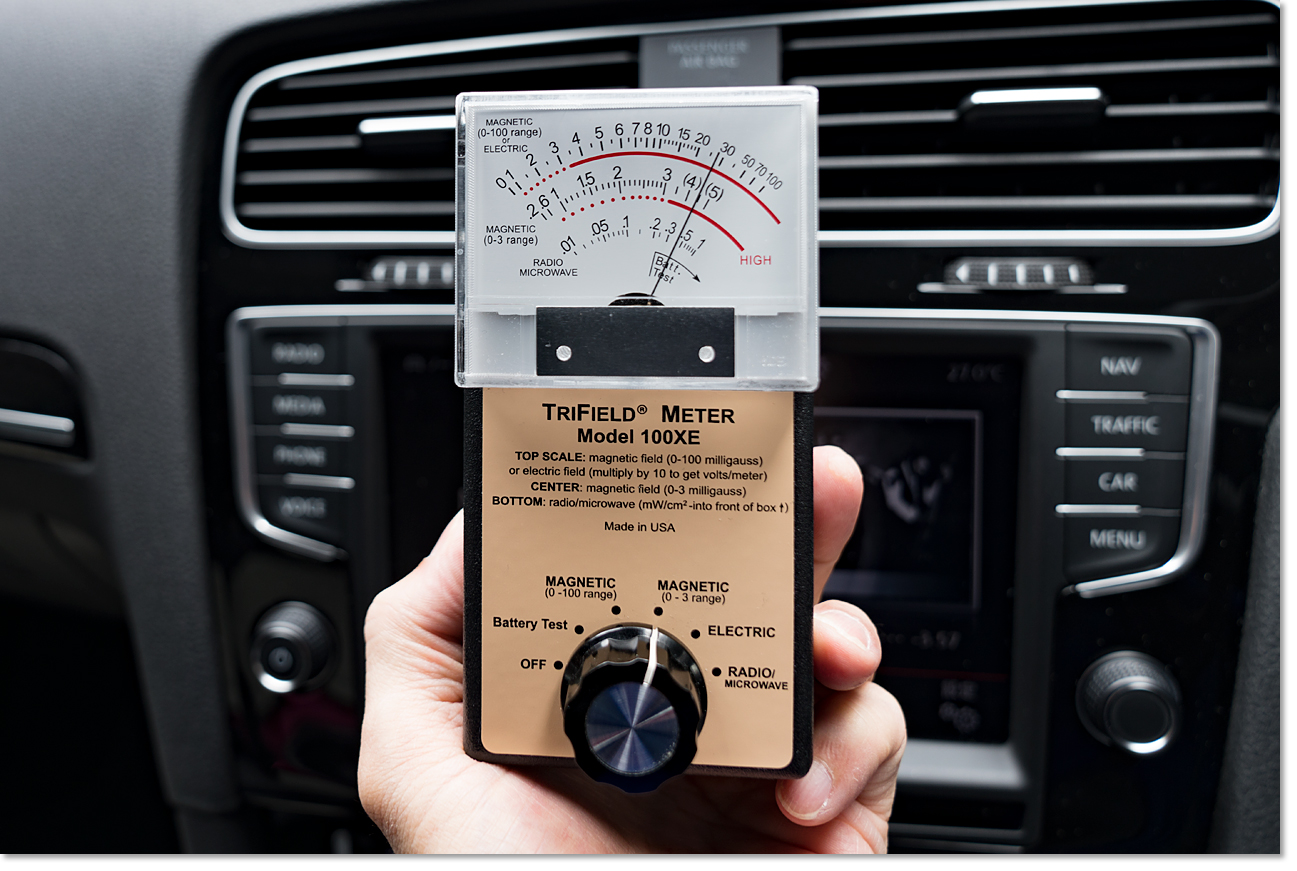 PASSENGER
AIR BAG
MAGNETIC
(0-100 range)
or
ELECTRIC
0 1 2 3 4 5 6 7 8 10 15 20 30 50 70 100
.2 .6 1 1.5 2 3 (4) (5)
MAGNETIC
(0-3 range)
.01 .05 .1 .2 .3 .5 1
RADIO
MICROWAVE
Batt.
Test
HIGH
RADIO
MEDIA
PHONE
VOICE
NAV
TRAFFIC
CAR
MENU
27.0°C
TRIFIELD® METER
Model 100XE
TOP SCALE: magnetic field (0-100 milligauss)
or electric field (multiply by 10 to get volts/meter)
CENTER: magnetic field (0-3 milligauss)
BOTTOM: radio/microwave (mW/cm²-into front of box †)
Made in USA
MAGNETIC
(0 -100 range)
MAGNETIC
(0 - 3 range)
Battery Test
ELECTRIC
OFF
RADIO/
MICROWAVE